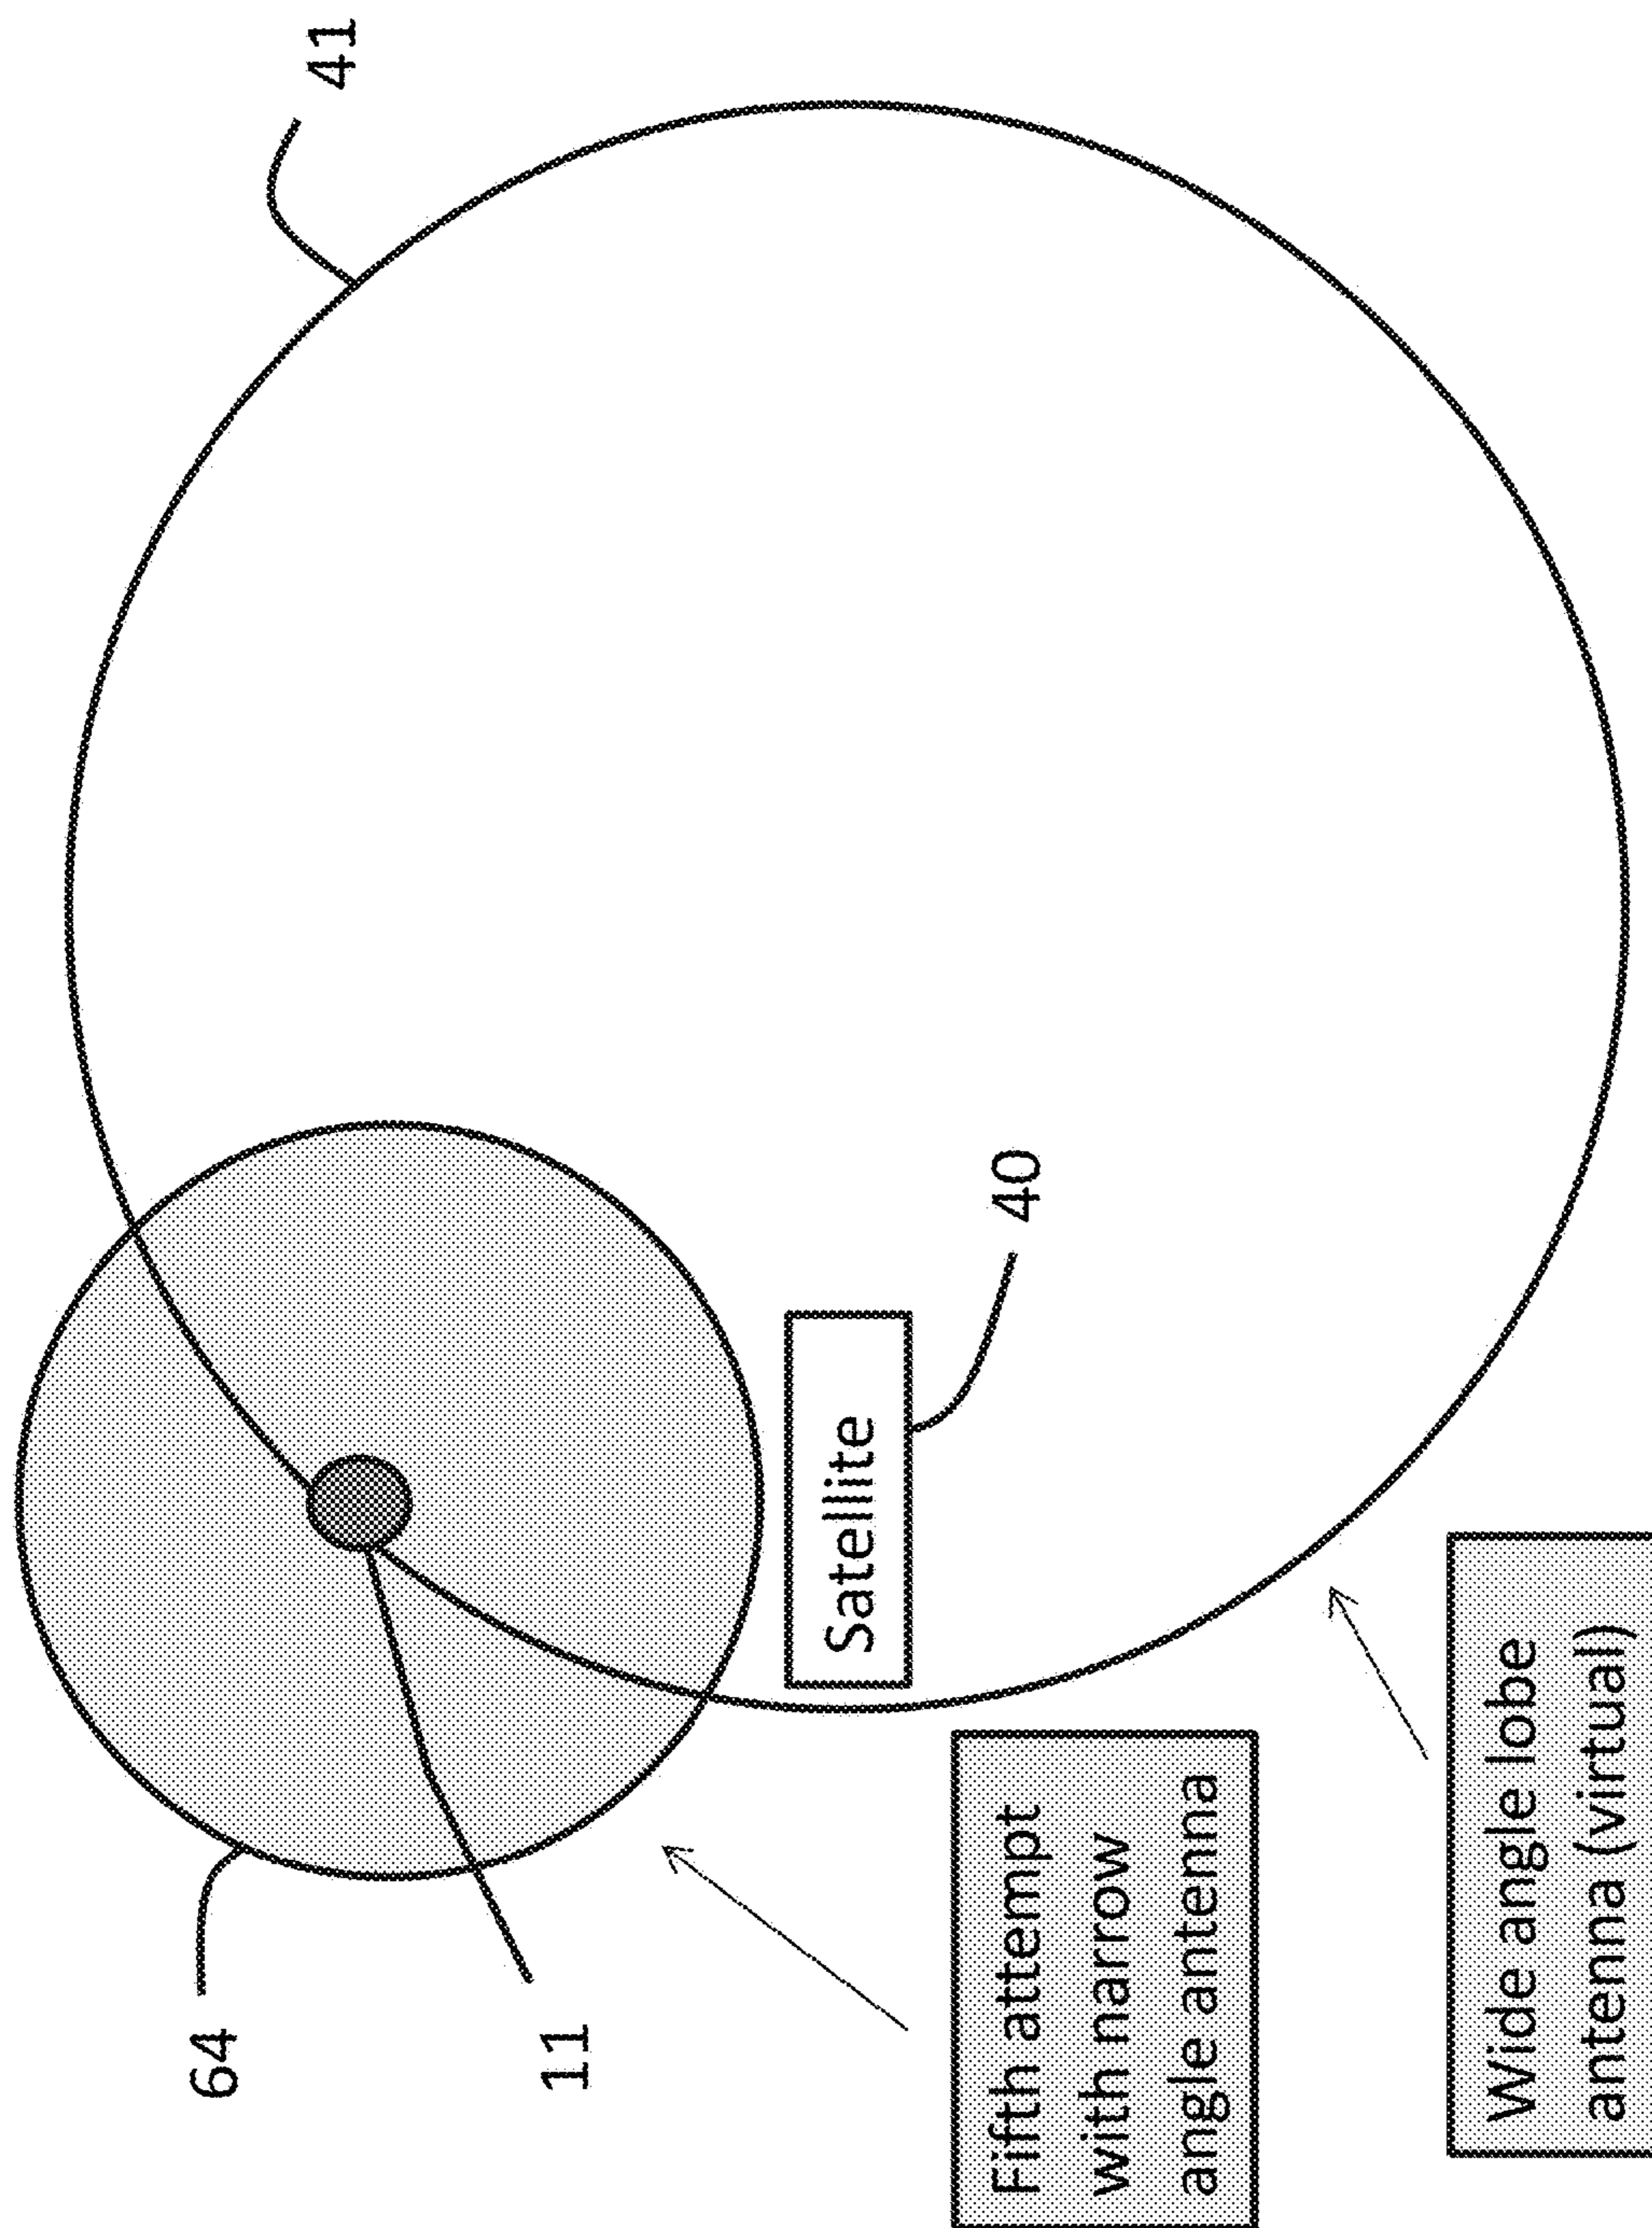 64
41
11
Satellite
40
Fifth attempt
with narrow
angle antenna
Wide angle lobe
antenna (virtual)